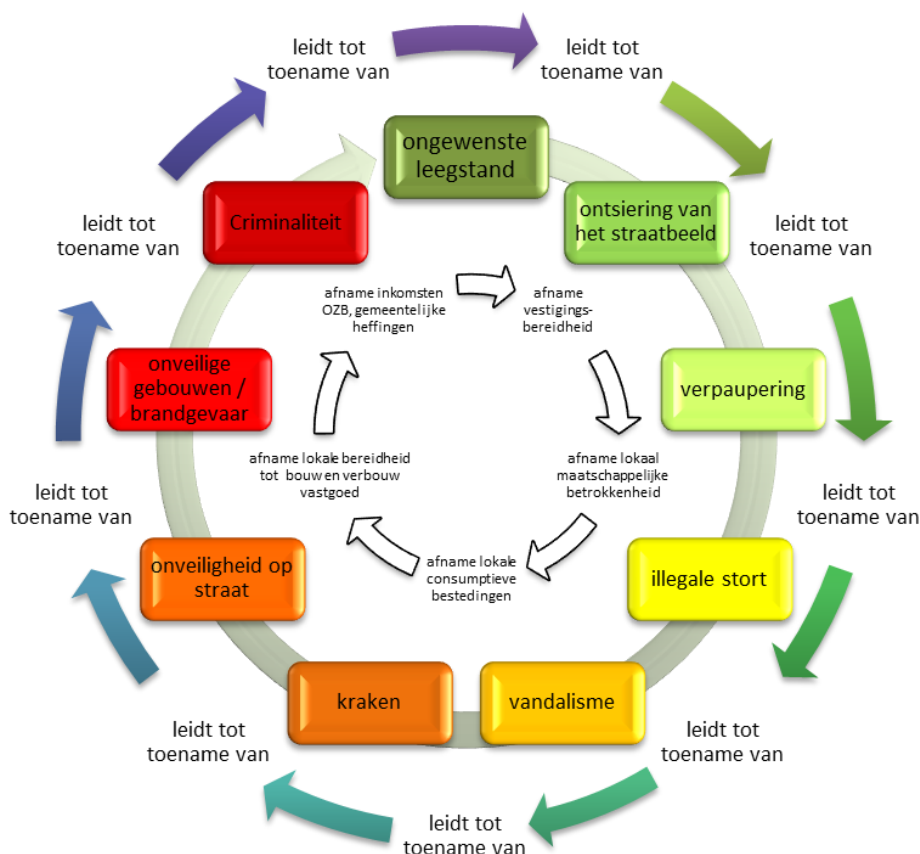 leidt tot
toename van
leidt tot
toename van
ongewenste
leegstand
Criminaliteit
ontsiering van
het straatbeeld
leidt tot
toename van
leidt tot
toename van
afname inkomsten
OZB, gemeentelijke
heffingen
afname
vestigings-
bereidheid
onveilige
gebouwen /
brandgevaar
verpaupering
afname lokale bereidheid
tot bouw en verbouw
vastgoed
afname lokaal
maatschappelijke
betrokkenheid
leidt tot
toename van
leidt tot
toename van
onveiligheid op
straat
afname lokale
consumptieve
bestedingen
illegale stort
kraken
vandalisme
leidt tot
toename van
leidt tot
toename van
leidt tot
toename van